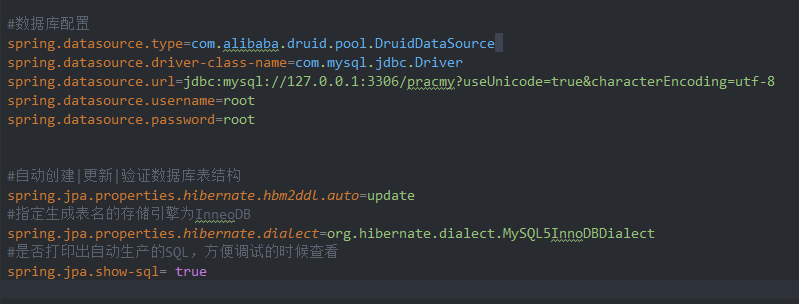 #数据库配置
spring.datasource.type=com.alibaba.druid.pool.DruidDataSource
spring.datasource.driver-class-name=com.mysql.jdbc.Driver
spring.datasource.url=jdbc:mysql://127.0.0.1:3306/pracmy?useUnicode=true&characterEncoding=utf-8
spring.datasource.username=root
spring.datasource.password=root
#自动创建|更新|验证数据库表结构
spring.jpa.properties.hibernate.hbm2ddl.auto=update
#指定生成表名的存储引擎为InneoDB
spring.jpa.properties.hibernate.dialect=org.hibernate.dialect.MySQL5InnoDBDialect
#是否打印出自动生产的SQL，方便调试的时候查看
spring.jpa.show-sql= true